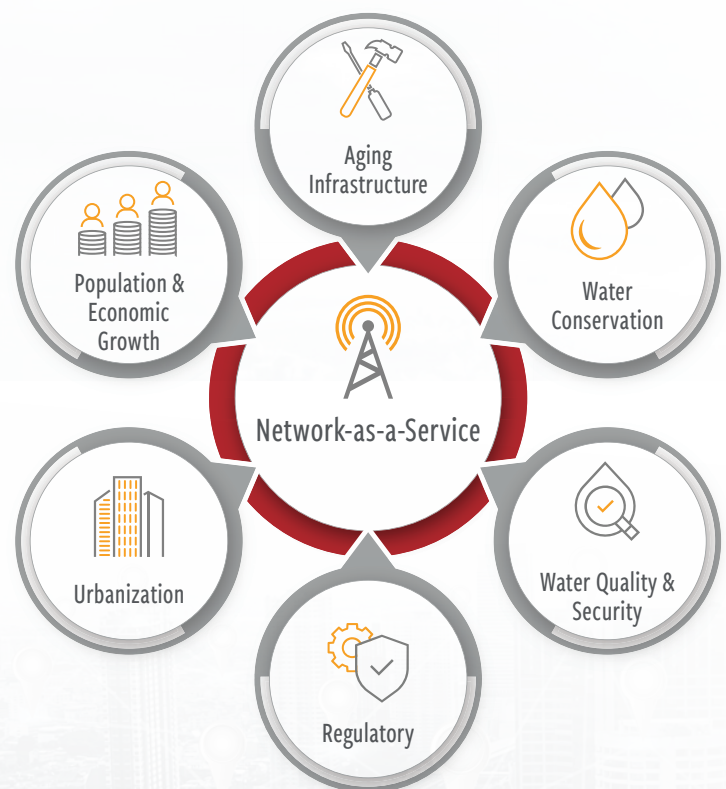 Aging
Infrastructure
Population &
Economic
Growth
Water
Conservation
Network-as-a-Service
Urbanization
Water Quality &
Security
Regulatory